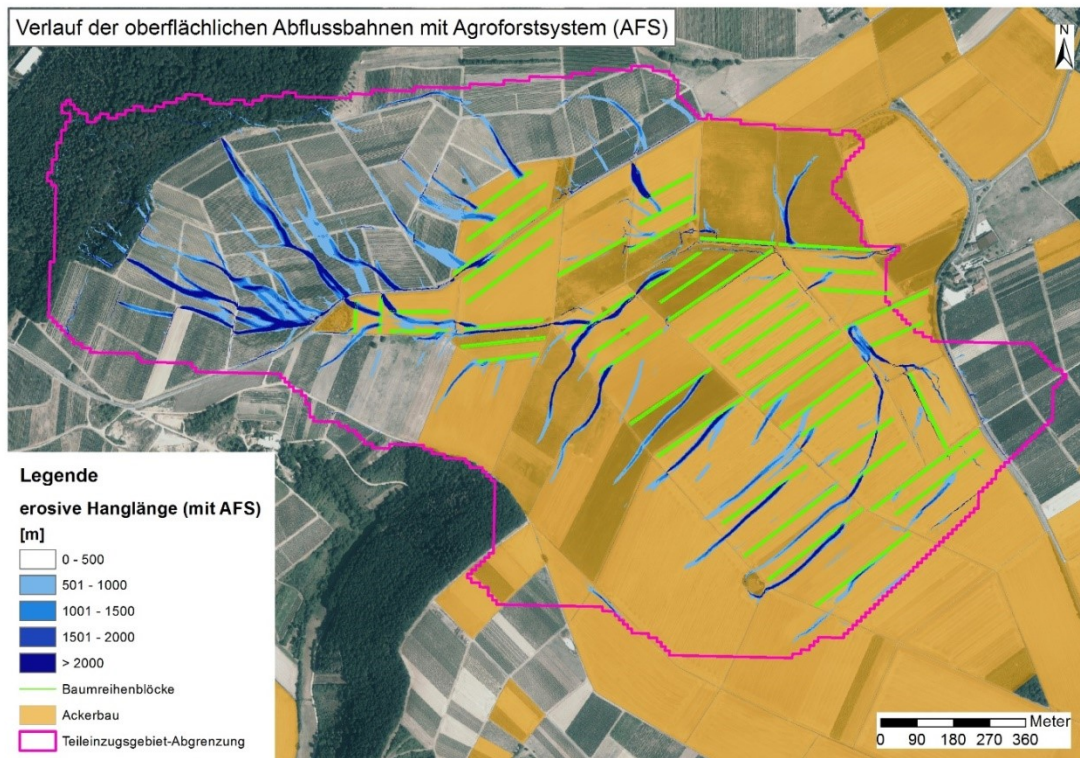 Verlauf der oberflächlichen Abflussbahnen mit Agroforstsystem (AFS)
N
Legende
erosive Hanglänge (mit AFS)
[m]
0 - 500
501 - 1000
1001 - 1500
1501 - 2000
> 2000
Baumreihenblöcke
Ackerbau
Teileinzugsgebiet-Abgrenzung
Meter
0 90 180 270 360